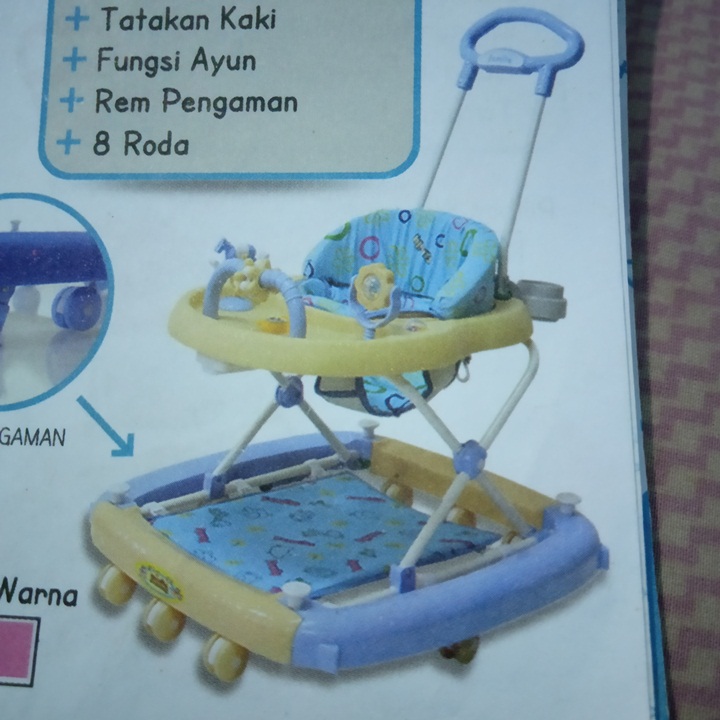 + Tatakan Kaki
+ Fungsi Ayun
+ Rem Pengaman
+ 8 Roda
GAMAN
Warna